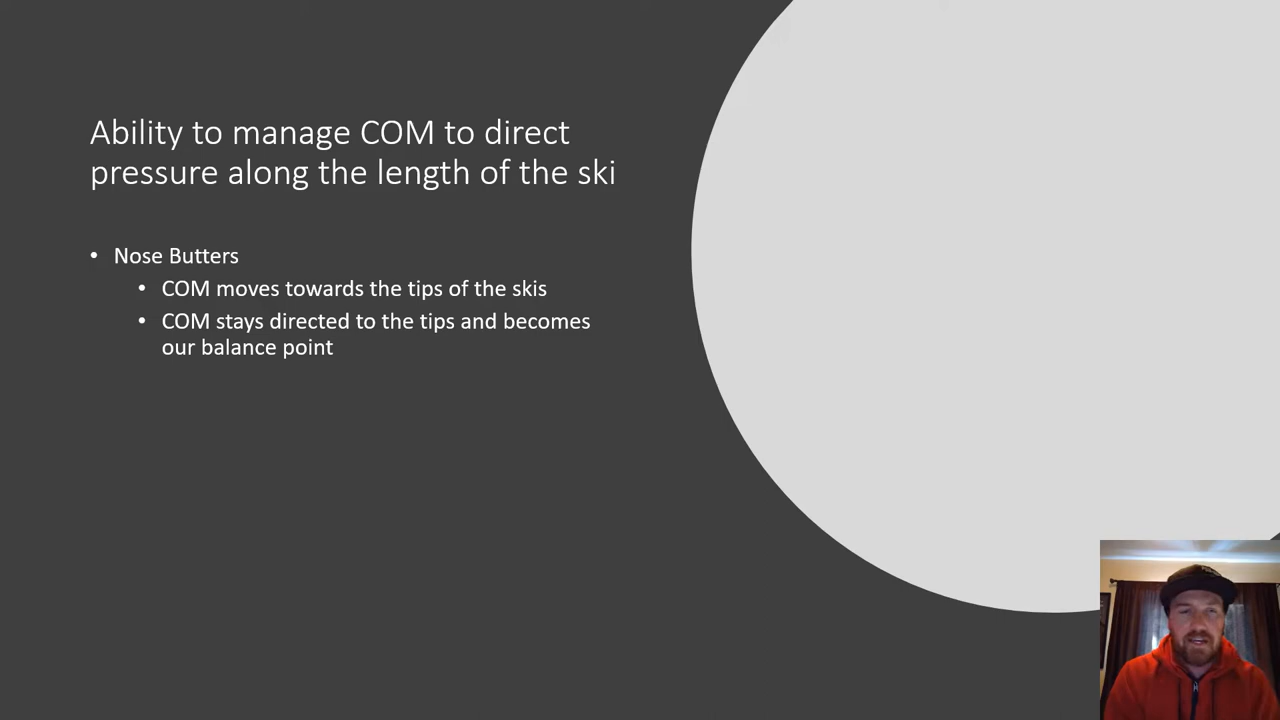 Ability to manage COM to direct
pressure along the length of the ski
• Nose Butters
• COM moves towards the tips of the skis
• COM stays directed to the tips and becomes
our balance point